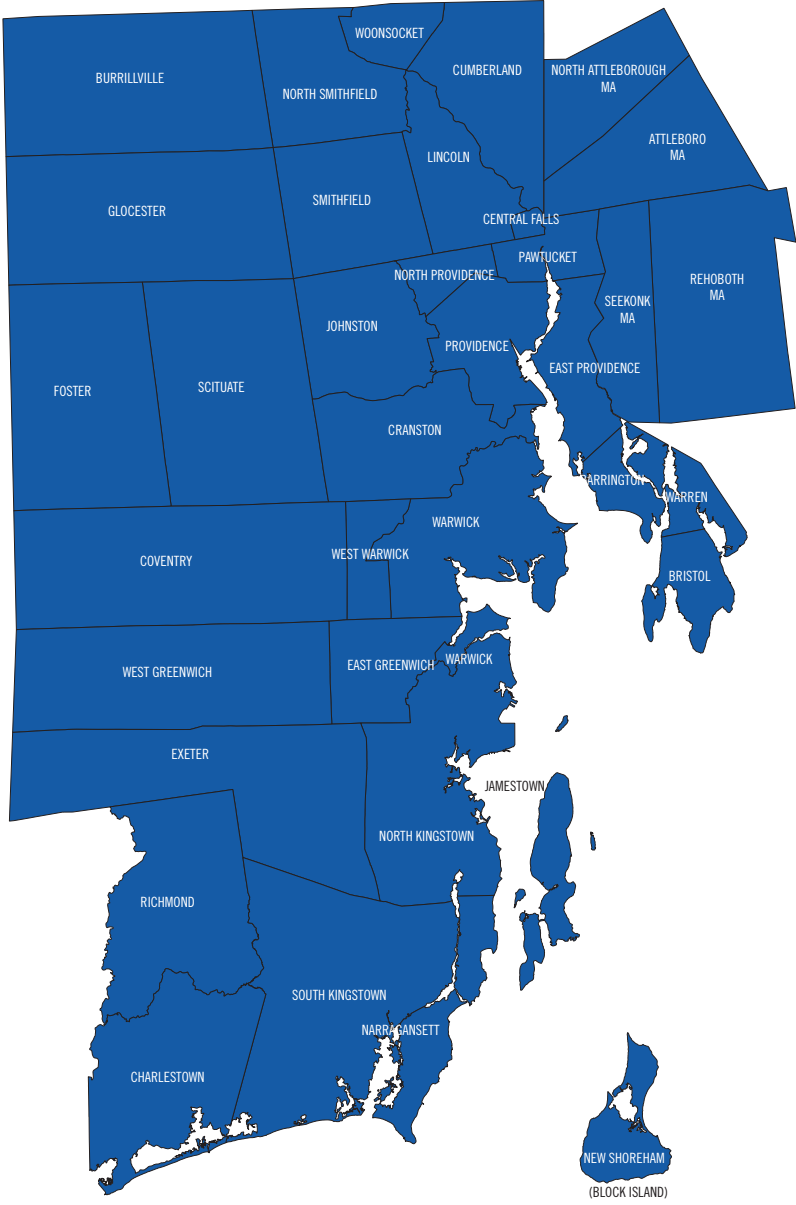 WOONSOCKET
BURRILLVILLE
NORTH SMITHFIELD
CUMBERLAND
NORTH ATTLEBOROUGH
MA
ATTLEBORO
MA
LINCOLN
GLOCESTER
SMITHFIELD
CENTRAL FALLS
PAWTUCKET
NORTH PROVIDENCE
REHOBOTH
MA
SEEKONK
MA
JOHNSTON
PROVIDENCE
EAST PROVIDENCE
FOSTER
SCITUATE
CRANSTON
BARRINGTON
WARREN
WARWICK
COVENTRY
WEST WARWICK
BRISTOL
WEST GREENWICH
EAST GREENWICH
WARWICK
EXETER
JAMESTOWN
NORTH KINGSTOWN
RICHMOND
SOUTH KINGSTOWN
NARRAGANSETT
CHARLESTOWN
NEW SHOREHAM
(BLOCK ISLAND)